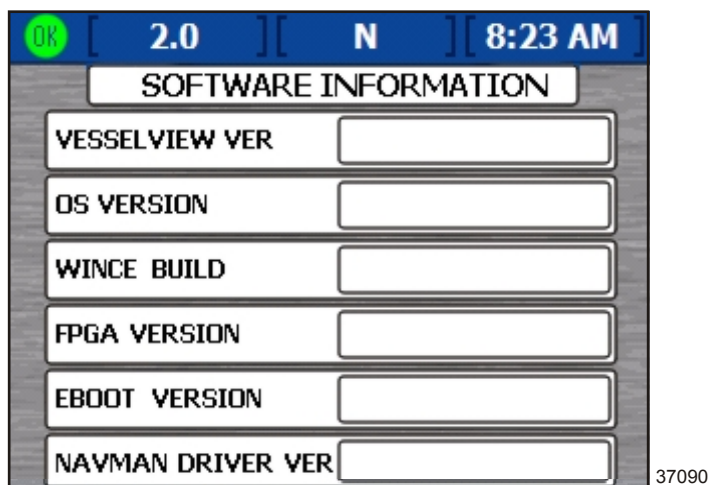 OK [ 2.0 ][ N ][ 8:23 AM ]
SOFTWARE INFORMATION
VESSELVIEW VER
OS VERSION
WINCE BUILD
FPGA VERSION
EBOOT VERSION
NAVMAN DRIVER VER
37090